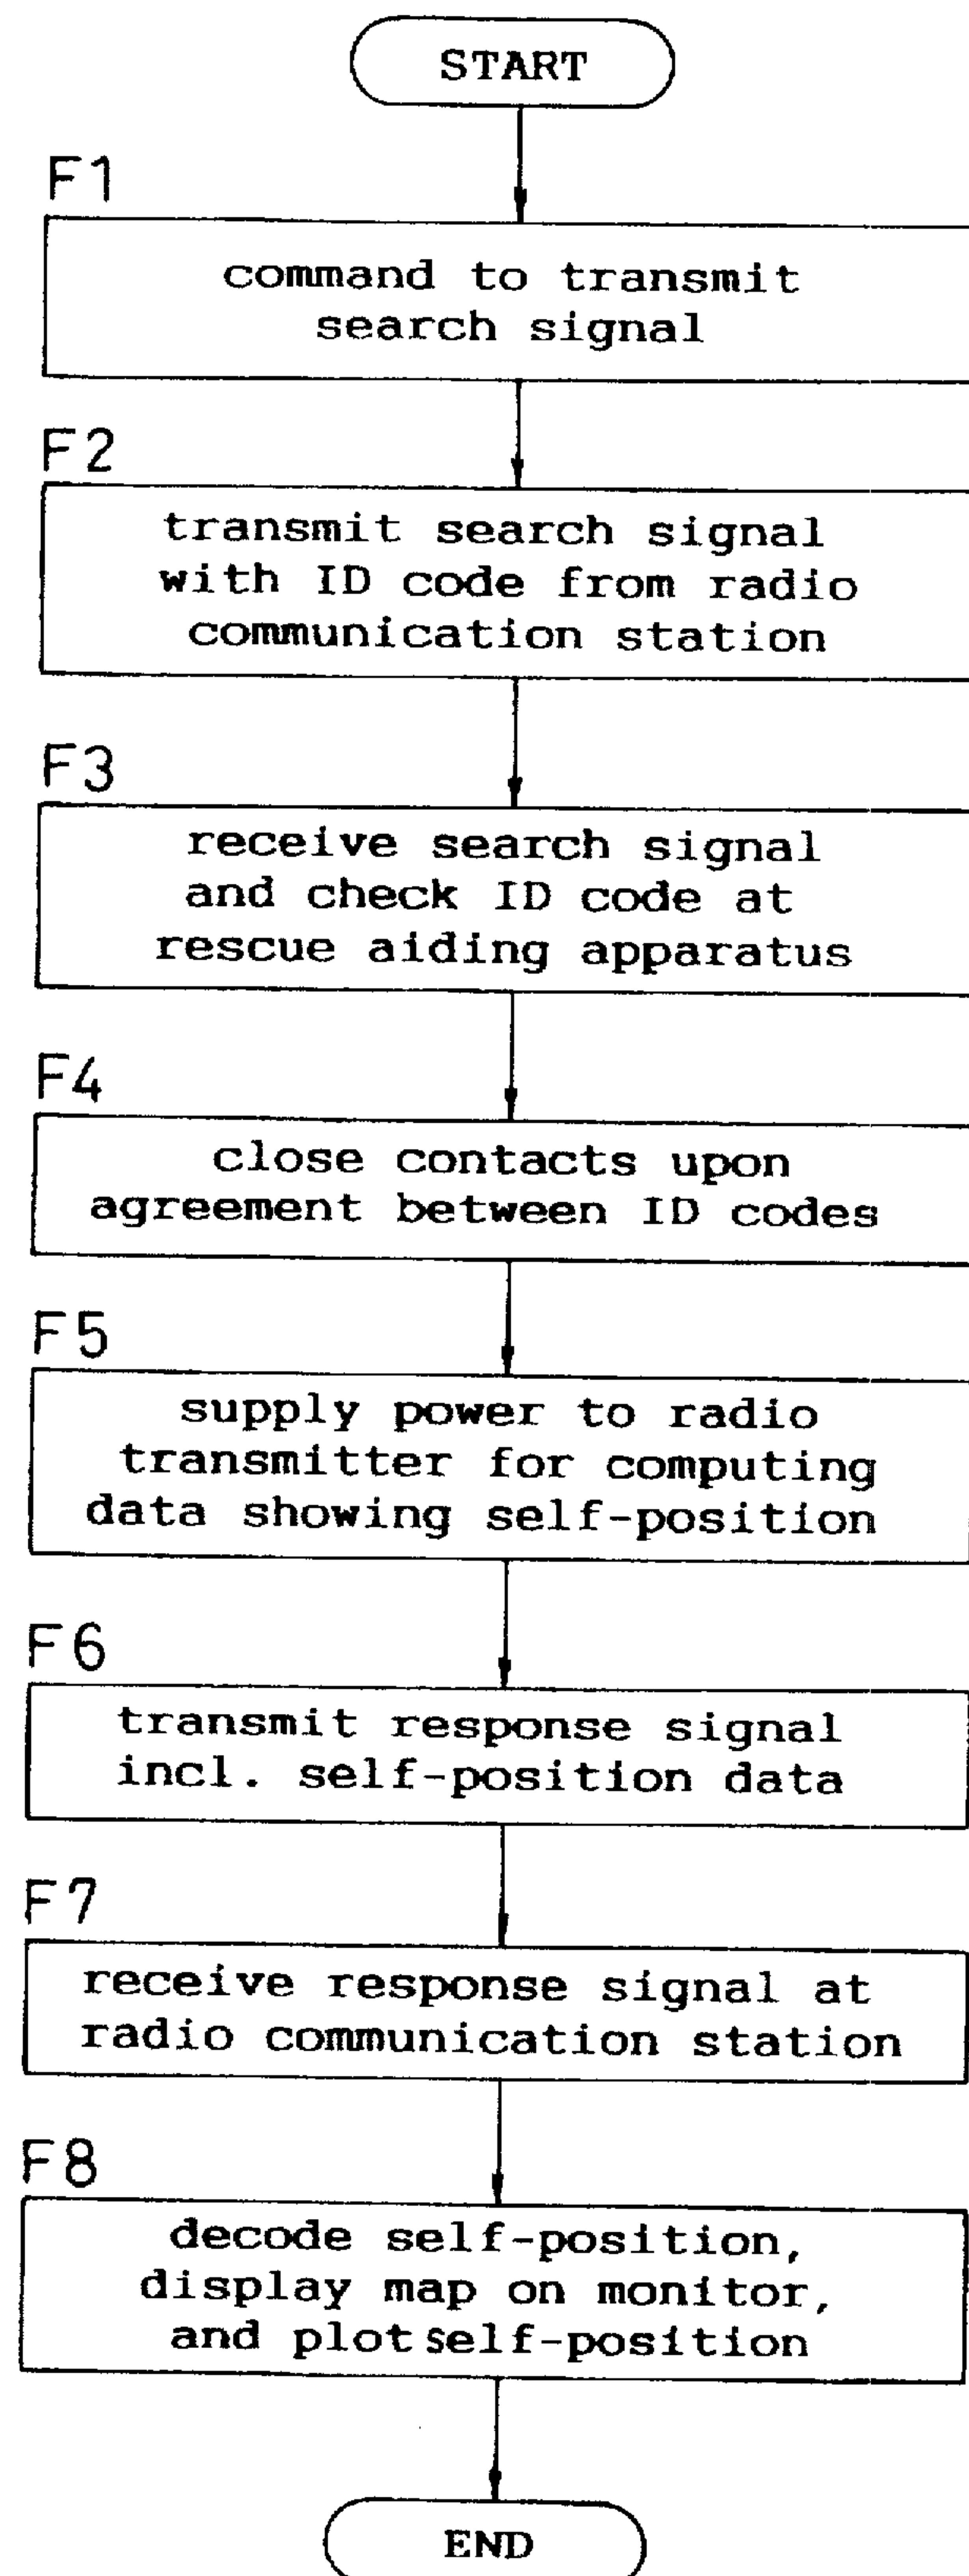 START
F1
command to transmit
search signal
F2
transmit search signal
with ID code from radio
communication station
F3
receive search signal
and check ID code at
rescue aiding apparatus
F4
close contacts upon
agreement between ID codes
F5
supply power to radio
transmitter for computing
data showing self-position
F6
transmit response signal
incl. self-position data
F7
receive response signal at
radio communication station
F8
decode self-position,
display map on monitor,
and plot self-position
END